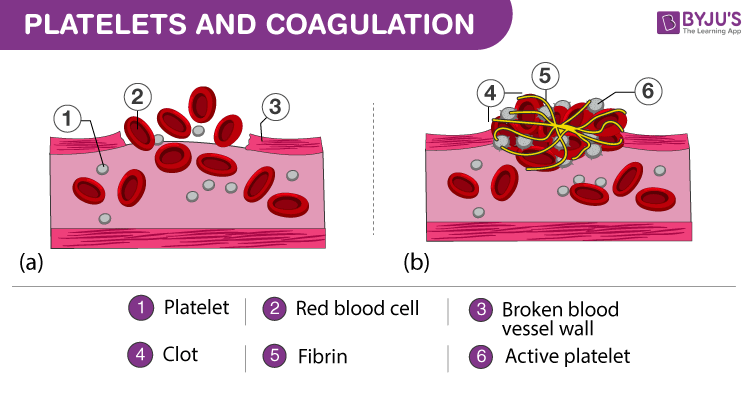 PLATELETS AND COAGULATION
BYJU'S
The Learning App
1
2
3
4
5
6
(a)
(b)
1 Platelet
2 Red blood cell
3 Broken blood
vessel wall
4 Clot
5 Fibrin
6 Active platelet